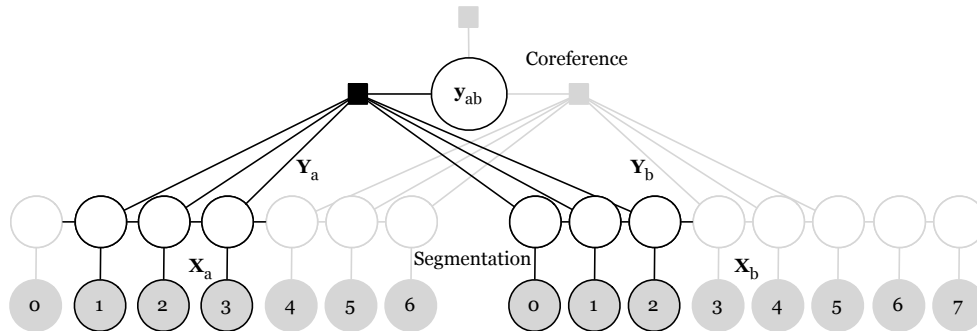 Coreference
y_ab
Y_a Y_b
Segmentation
X_a X_b
0 1 2 3 4 5 6 0 1 2 3 4 5 6 7